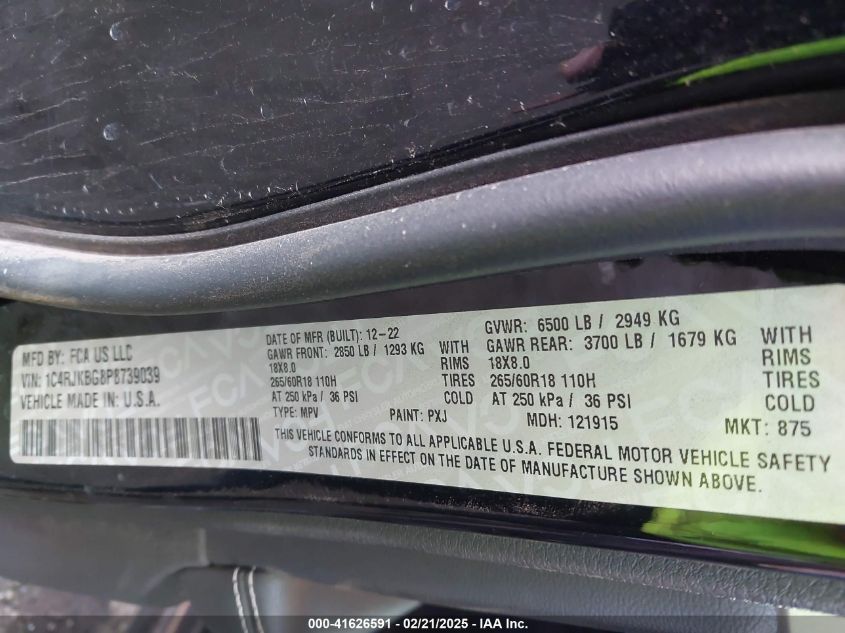 MFD BY: FCA US LLC
VIN: 1C4RJKBG8P8739039
VEHICLE MADE IN: U.S.A.
DATE OF MFR (BUILT): 12-22
GVWR: 6500 LB / 2949 KG
GAWR FRONT: 2850 LB / 1293 KG WITH
GAWR REAR: 3700 LB / 1679 KG WITH
18X8.0 RIMS
18X8.0 RIMS
265/60R18 110H TIRES
265/60R18 110H TIRES
AT 250 kPa / 36 PSI COLD
AT 250 kPa / 36 PSI COLD
TYPE: MPV PAINT: PXJ MDH: 121915 MKT: 875
THIS VEHICLE CONFORMS TO ALL APPLICABLE U.S.A. FEDERAL MOTOR VEHICLE SAFETY
STANDARDS IN EFFECT ON THE DATE OF MANUFACTURE SHOWN ABOVE.
000-41626591 - 02/21/2025 - IAA Inc.